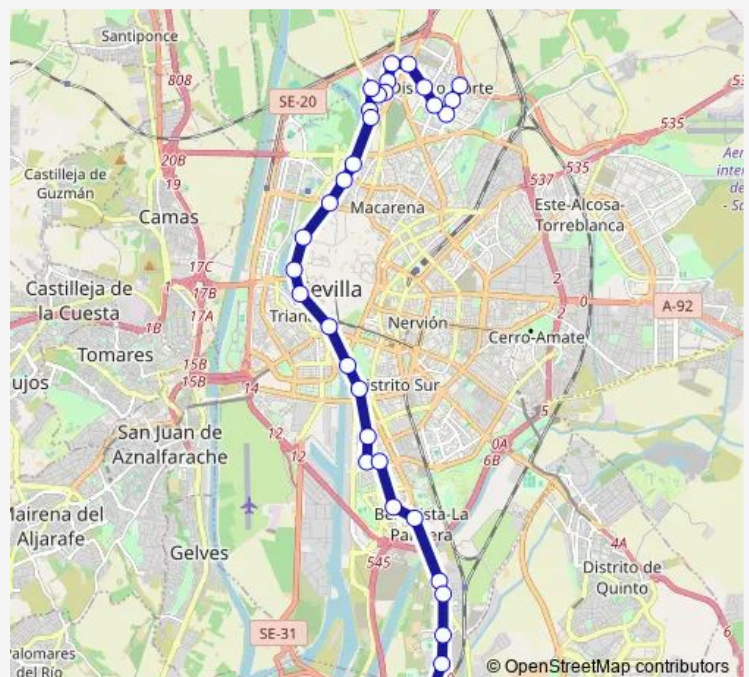 Santiponce
808
SE-20
Distrito Norte
53
535
20B
19
Castilleja de
Guzmán
Camas
Macarena
537
535
Este-Alcosa-
Torreblanca
Aer
inter
de
- Se
17C
17B
17A
1
1B
Castilleja de
la Cuesta
Sevilla
Triana
Nervión
2
0
2
A-92
Cerro-Amate
Tomares
ujos
15B
15B
14
Distrito Sur
5
San Juan de
Aznalfarache
12
12
0A
6B
Mairena del
Aljarafe
Gelves
545
4A
Distrito de
Quinto
SE-31
6
Palomares
del Río
© OpenStreetMap contributors